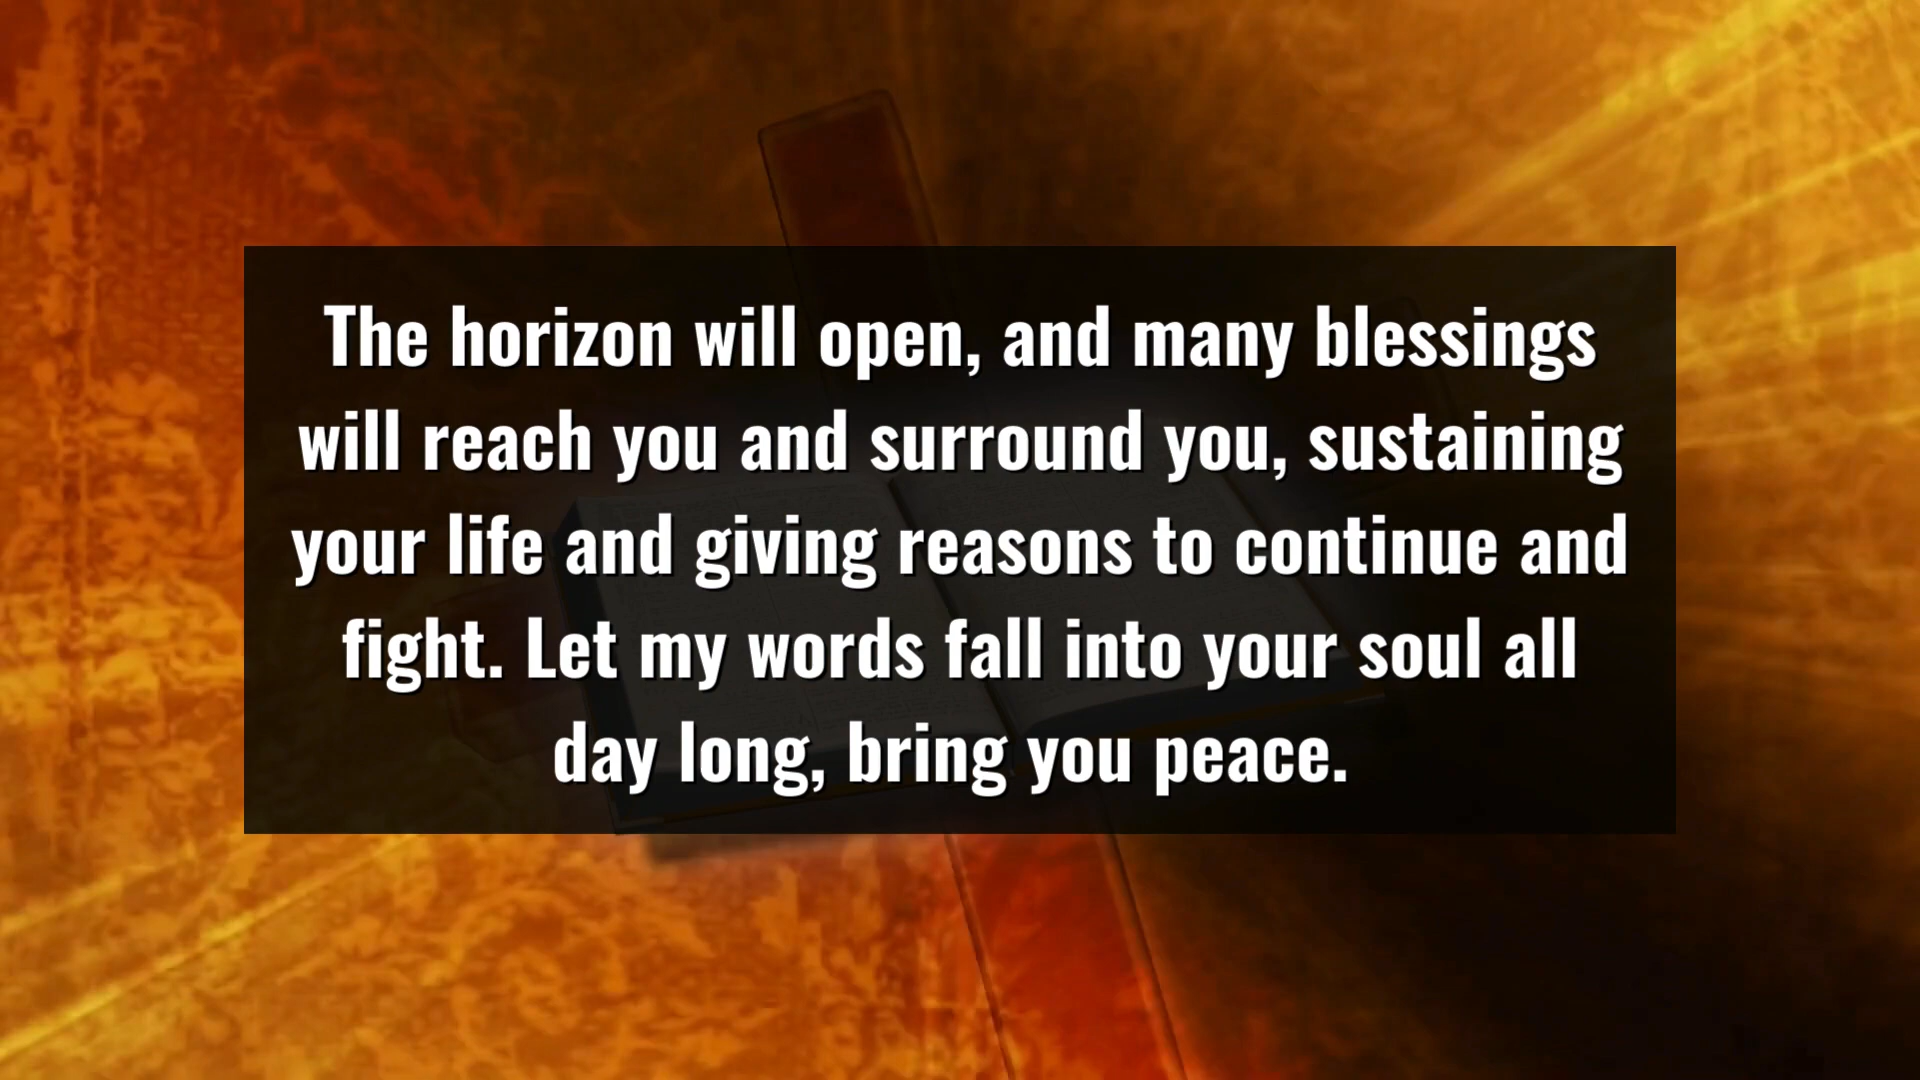 The horizon will open, and many blessings
will reach you and surround you, sustaining
your life and giving reasons to continue and
fight. Let my words fall into your soul all
day long, bring you peace.